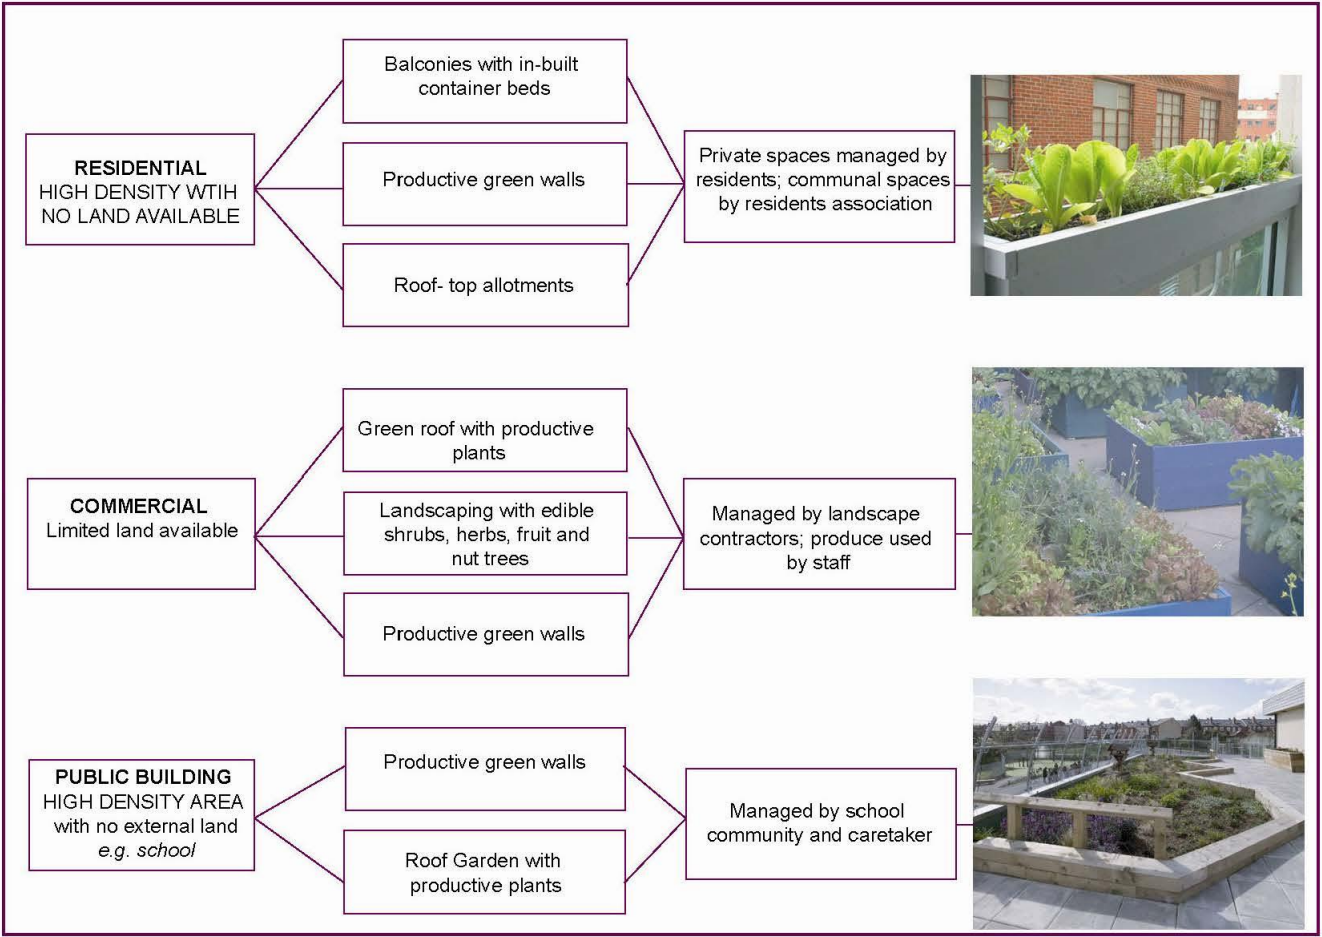 RESIDENTIAL
HIGH DENSITY WTIH
NO LAND AVAILABLE
Balconies with in-built
container beds
Productive green walls
Roof- top allotments
Private spaces managed by
residents; communal spaces
by residents association
COMMERCIAL
Limited land available
Green roof with productive
plants
Landscaping with edible
shrubs, herbs, fruit and
nut trees
Productive green walls
Managed by landscape
contractors; produce used
by staff
PUBLIC BUILDING
HIGH DENSITY AREA
with no external land
e.g. school
Productive green walls
Roof Garden with
productive plants
Managed by school
community and caretaker